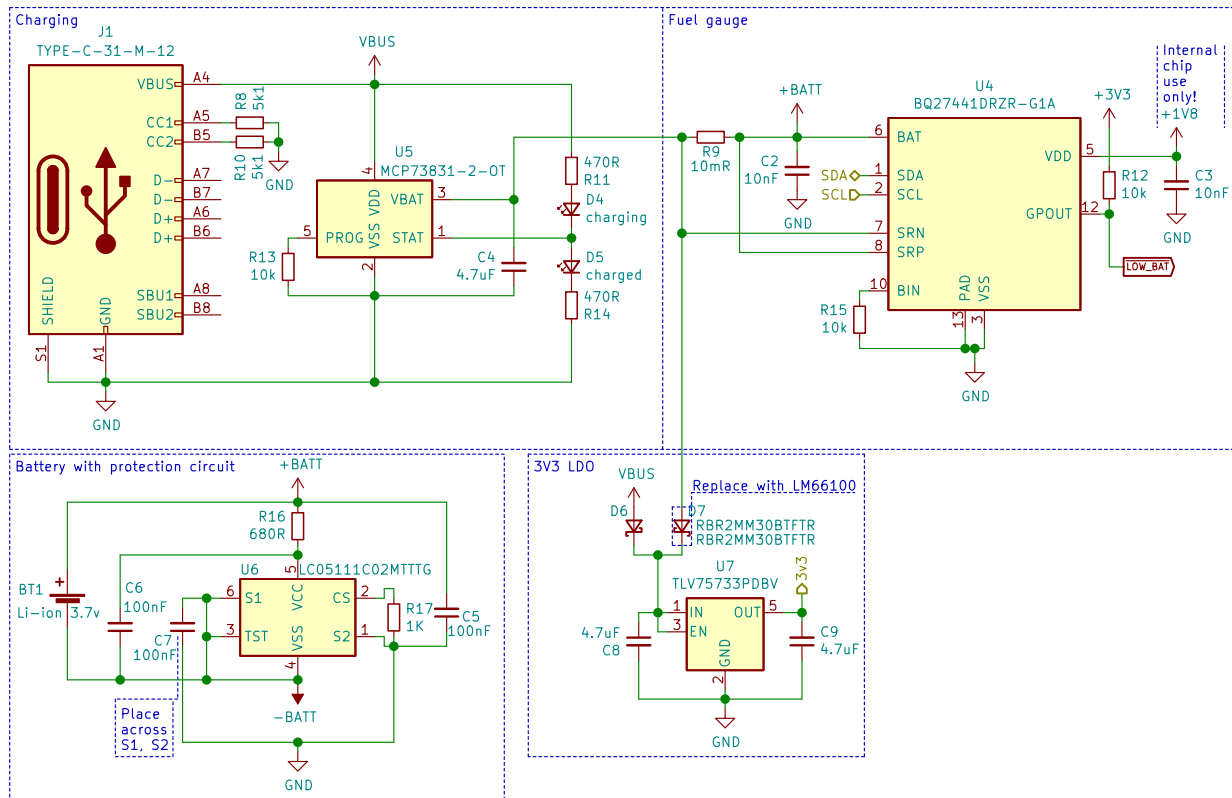 Charging
J1
TYPE-C-31-M-12
VBUS
A4
CC1
A5
CC2
B5
D-
A7
D-
B7
D+
A6
D+
B6
SBU1
A8
SBU2
B8
SHIELD
GND
S1
A1
GND
R8
5k1
R10
5k1
GND
VBUS
U5
MCP73831-2-OT
4
VDD
VBAT
3
5
PROG
STAT
1
VSS
2
R13
10k
C4
4.7uF
470R
R11
D4
charging
D5
charged
470R
R14
Fuel gauge
R9
10mR
+BATT
C2
10nF
GND
U4
BQ27441DRZR-G1A
6
BAT
SDA
1
SDA
SCL
2
SCL
7
SRN
8
SRP
10
BIN
PAD
VSS
13
3
VDD
5
GPOUT
12
R15
10k
GND
+3V3
R12
10k
LOW_BAT
Internal
chip
use
only!
+1V8
C3
10nF
GND
Battery with protection circuit
+BATT
R16
680R
BT1
Li-ion 3.7v
C6
100nF
C7
100nF
U6
LC05111C02MTTTG
5
VCC
6
S1
3
TST
CS
2
S2
1
VSS
4
R17
1K
C5
100nF
-BATT
Place
across
S1, S2
GND
3V3 LDO
VBUS
Replace with LM66100
D6
D7
RBR2MM30BTFTR
RBR2MM30BTFTR
U7
TLV75733PDBV
3v3
1
IN
3
EN
OUT
5
GND
2
4.7uF
C8
C9
4.7uF
GND